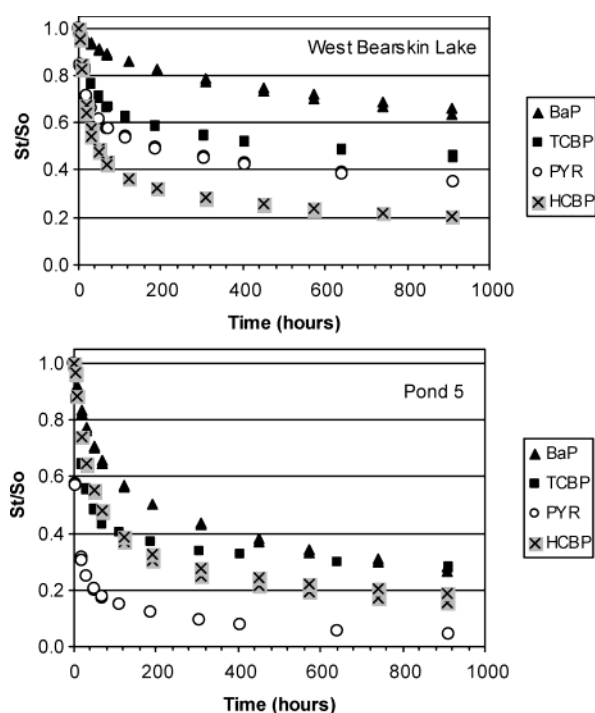 1.0
West Bearskin Lake
0.8
0.6
0.4
0.2
0.0
St/So
0 200 400 600 800 1000
Time (hours)
BaP
TCBP
PYR
HCBP
1.0
Pond 5
0.8
0.6
0.4
0.2
0.0
St/So
0 200 400 600 800 1000
Time (hours)
BaP
TCBP
PYR
HCBP